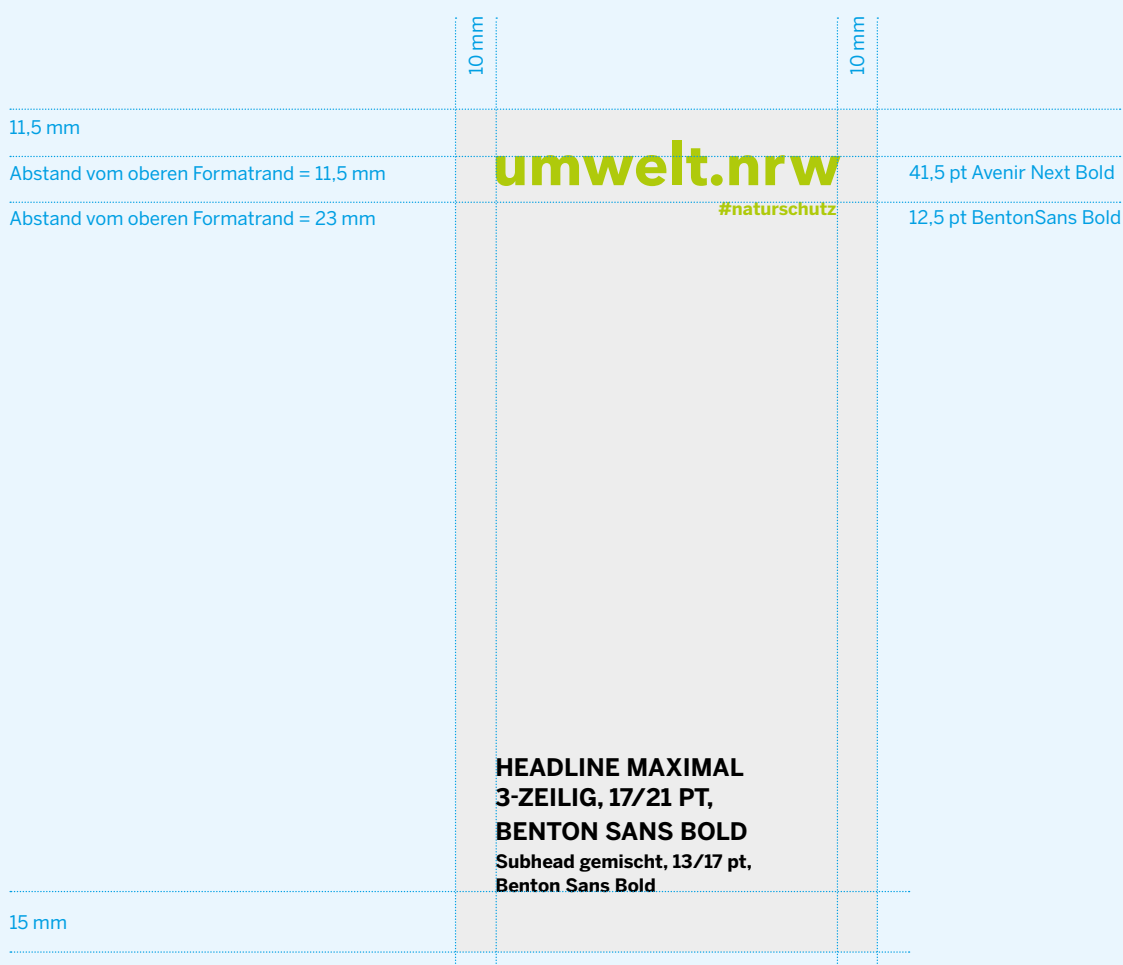 10 mm
10 mm
11,5 mm
umwelt.nrw
Abstand vom oberen Formatrand = 11,5 mm
41,5 pt Avenir Next Bold
#naturschutz
Abstand vom oberen Formatrand = 23 mm
12,5 pt BentonSans Bold
HEADLINE MAXIMAL
3-ZEILIG, 17/21 PT,
BENTON SANS BOLD
Subhead gemischt, 13/17 pt,
Benton Sans Bold
15 mm